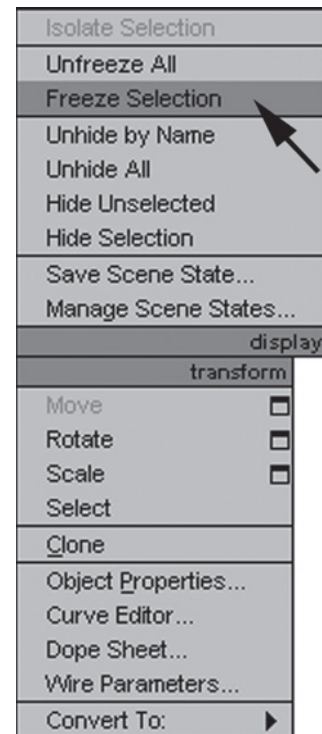 Isolate Selection
Unfreeze All
Freeze Selection
Unhide by Name
Unhide All
Hide Unselected
Hide Selection
Save Scene State...
Manage Scene States...
display
transform
Move
Rotate
Scale
Select
Clone
Object Properties...
Curve Editor...
Dope Sheet...
Wire Parameters...
Convert To: